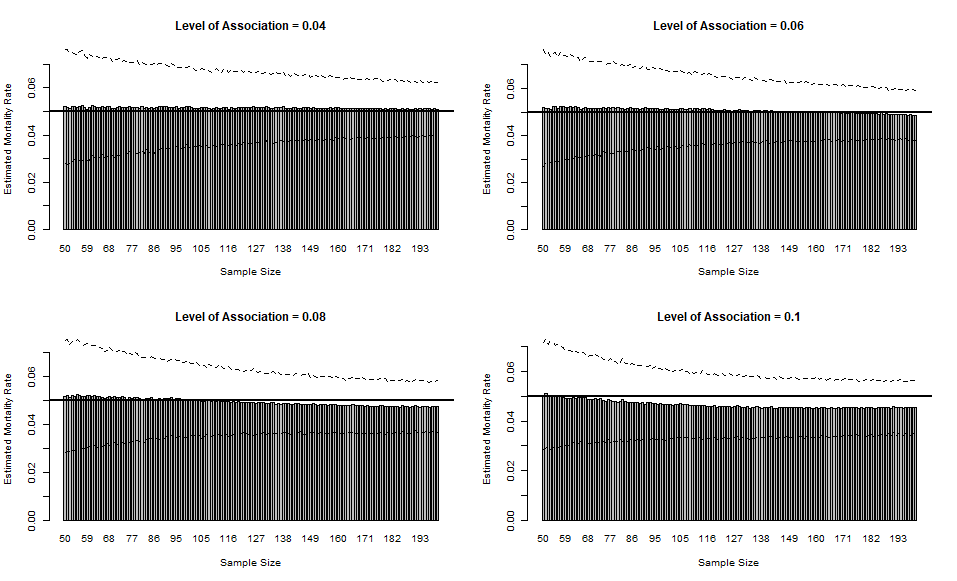 Level of Association = 0.04
Estimated Mortality Rate
0.00 0.02 0.04 0.06
50 59 68 77 86 95 105 116 127 138 149 160 171 182 193
Sample Size
Level of Association = 0.06
Estimated Mortality Rate
0.00 0.02 0.04 0.06
50 59 68 77 86 95 105 116 127 138 149 160 171 182 193
Sample Size
Level of Association = 0.08
Estimated Mortality Rate
0.00 0.02 0.04 0.06
50 59 68 77 86 95 105 116 127 138 149 160 171 182 193
Sample Size
Level of Association = 0.1
Estimated Mortality Rate
0.00 0.02 0.04 0.06
50 59 68 77 86 95 105 116 127 138 149 160 171 182 193
Sample Size